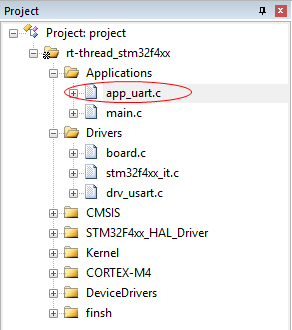 Project
Project: project
rt-thread_stm32f4xx
Applications
app_uart.c
main.c
Drivers
board.c
stm32f4xx_it.c
drv_usart.c
CMSIS
STM32F4xx_HAL_Driver
Kernel
CORTEX-M4
DeviceDrivers
finsh